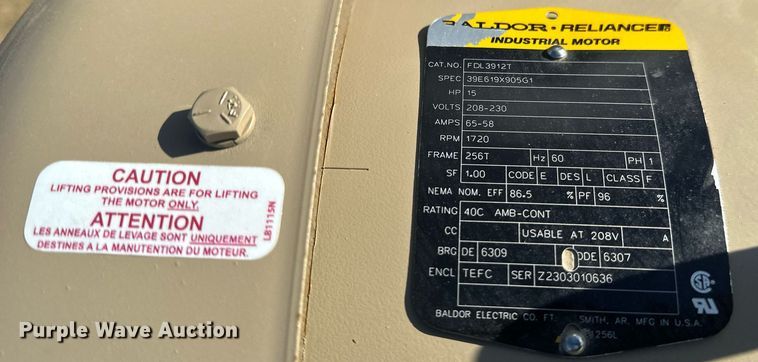 CAUTION
LIFTING PROVISIONS ARE FOR LIFTING
THE MOTOR ONLY.
ATTENTION
LES ANNEAUX DE LEVAGE SONT UNIQUEMENT
DESTINES A LA MANUTENTION DU MOTEUR.
LB1115N
BALDOR · RELIANCE
INDUSTRIAL MOTOR
CAT.NO. FDL3912T
SPEC 39E619X905G1
HP 15
VOLTS 208-230
AMPS 65-58
RPM 1720
FRAME 256T Hz 60 PH 1
SF 1.00 CODE E DES L CLASS F
NEMA NOM. EFF 86.5 % PF 96 %
RATING 40C AMB-CONT
CC USABLE AT 208V A
BRG DE 6309 ODE 6307
ENCL TEFC SER Z2303010636
BALDOR ELECTRIC CO. FT. SMITH, AR. MFG IN U.S.A.
Purple Wave Auction